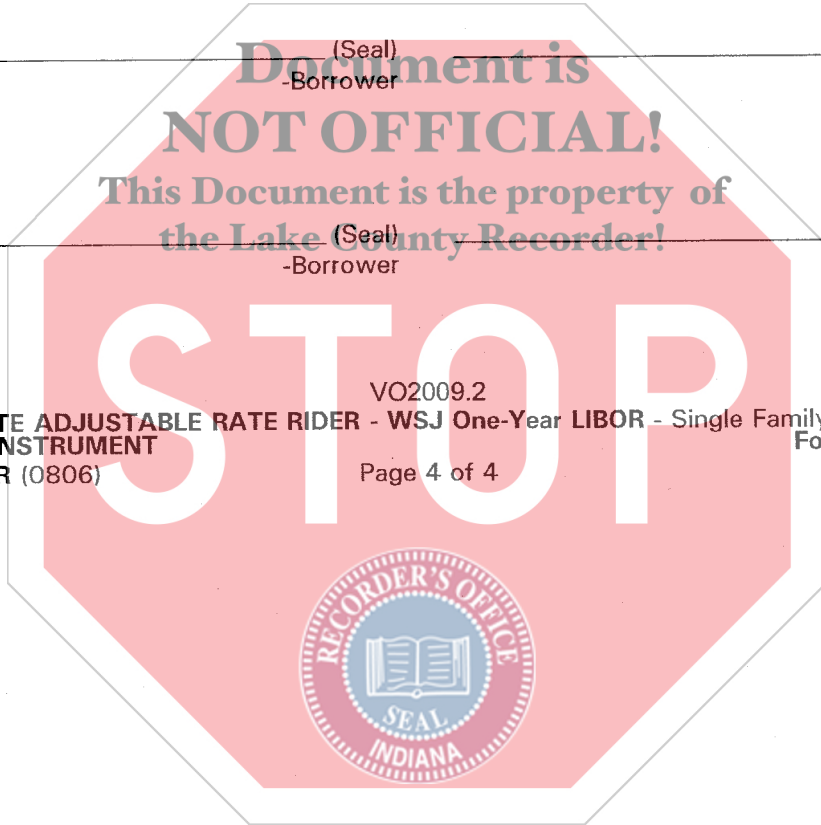 (Seal)
Document is
-Borrower
NOT OFFICIAL!
This Document is the property of
the Lake County Recorder!
(Seal)
-Borrower
STOP
VO2009.2
TE ADJUSTABLE RATE RIDER - WSJ One-Year LIBOR - Single Family
NSTRUMENT Fo
R (0806) Page 4 of 4
RECORDER'S OFFICE
SEAL
INDIANA